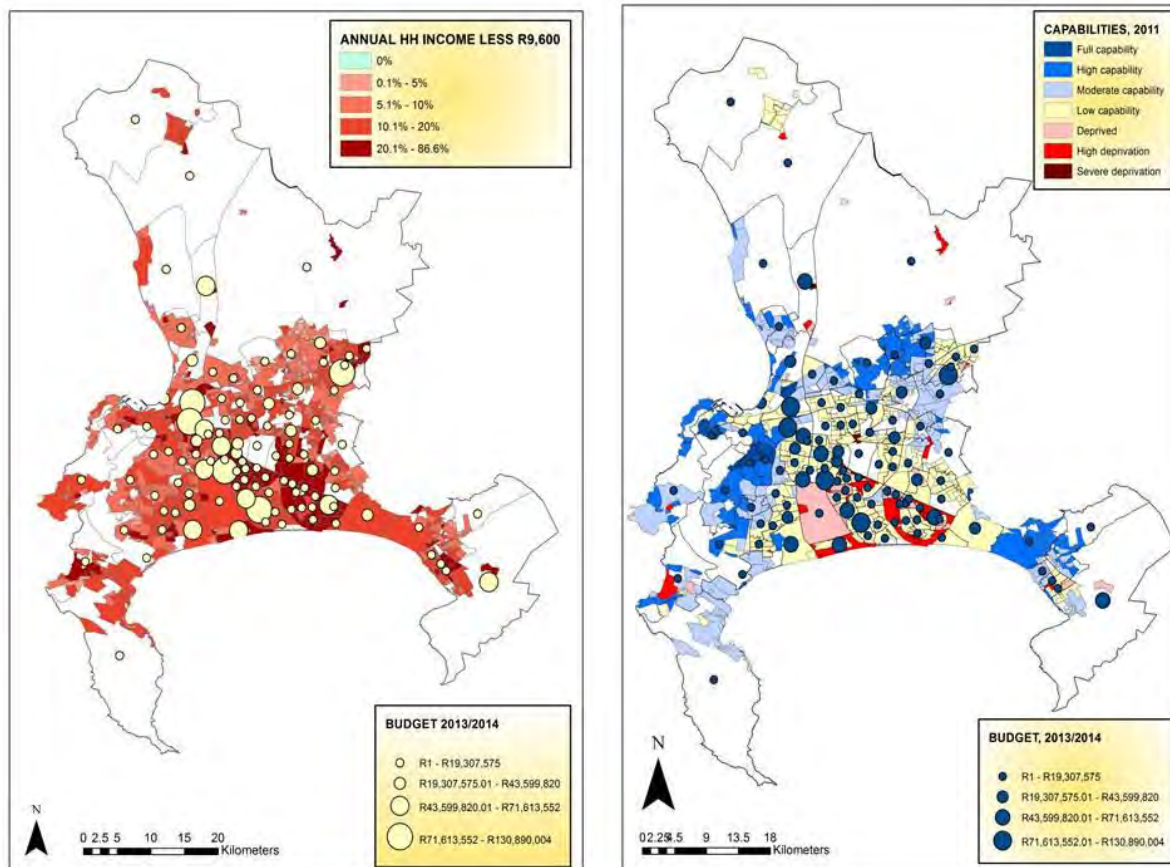 ANNUAL HH INCOME LESS R9,600
0%
0.1% - 5%
5.1% - 10%
10.1% - 20%
20.1% - 86.6%
BUDGET 2013/2014
R1 - R19,307,575
R19,307,575.01 - R43,599,820
R43,599,820.01 - R71,613,552
R71,613,552 - R130,890,004
N
0 2.5 5 10 15 20
Kilometers
CAPABILITIES, 2011
Full capability
High capability
Moderate capability
Low capability
Deprived
High deprivation
Severe deprivation
BUDGET, 2013/2014
R1 - R19,307,575
R19,307,575.01 - R43,599,820
R43,599,820.01 - R71,613,552
R71,613,552.01 - R130,890,004
N
0 2.25 4.5 9 13.5 18
Kilometers